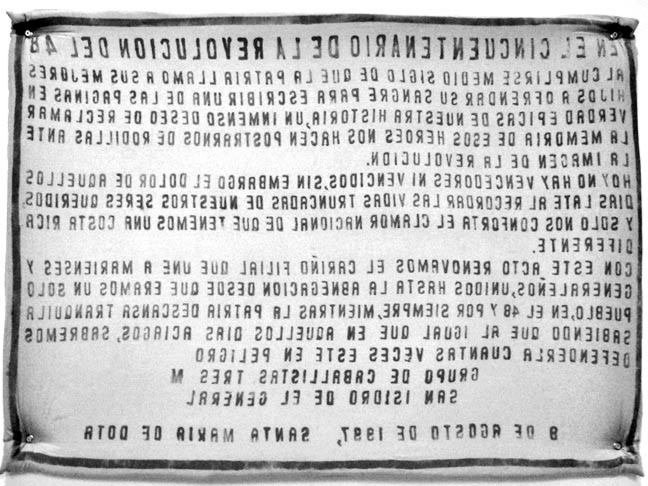 EN EL CINCUENTENARIO DE LA REVOLUCION DEL 48
AL CUMPLIRSE MEDIO SIGLO DE QUE LA PATRIA LLAMO A SUS MEJORES
HIJOS A OFRENDAR SU SANGRE PARA ESCRIBIR UNA DE LAS PAGINAS EN
VERDAD EPICAS DE NUESTRA HISTORIA, UN INMENSO DESEO DE RECLAMAR
LA MEMORIA DE ESOS HEROES NOS HACEN POSTRARNOS DE RODILLAS ANTE
LA IMAGEN DE LA REVOLUCION.
HOY NO HAY VENCEDORES NI VENCIDOS, SIN EMBARGO EL DOLOR DE AQUELLOS
DIAS LATE AL RECORDAR LAS VIDAS TRUNCADAS DE NUESTROS SERES QUERIDOS,
Y SOLO NOS CONFORTA EL CLAMOR NACIONAL DE QUE TENEMOS UNA COSTA RICA
DIFERENTE.
CON ESTE ACTO RENOVAMOS EL CARIÑO FILIAL QUE UNE A MARIENSES Y
GENERALEÑOS, UNIDOS HASTA LA ABNEGACION DESDE QUE ERAMOS UN SOLO
PUEBLO, EN EL 48 Y POR SIEMPRE, MIENTRAS LA PATRIA DESCANSA TRANQUILA
SABIENDO QUE AL IGUAL QUE EN AQUELLOS DIAS ACIAGOS, SABREMOS
DEFENDERLA CUANTAS VECES ESTE EN PELIGRO
GRUPO DE CABALLISTAS TRES M
SAN ISIDRO DE EL GENERAL
9 DE AGOSTO DE 1997, SANTA MARIA DE DOTA